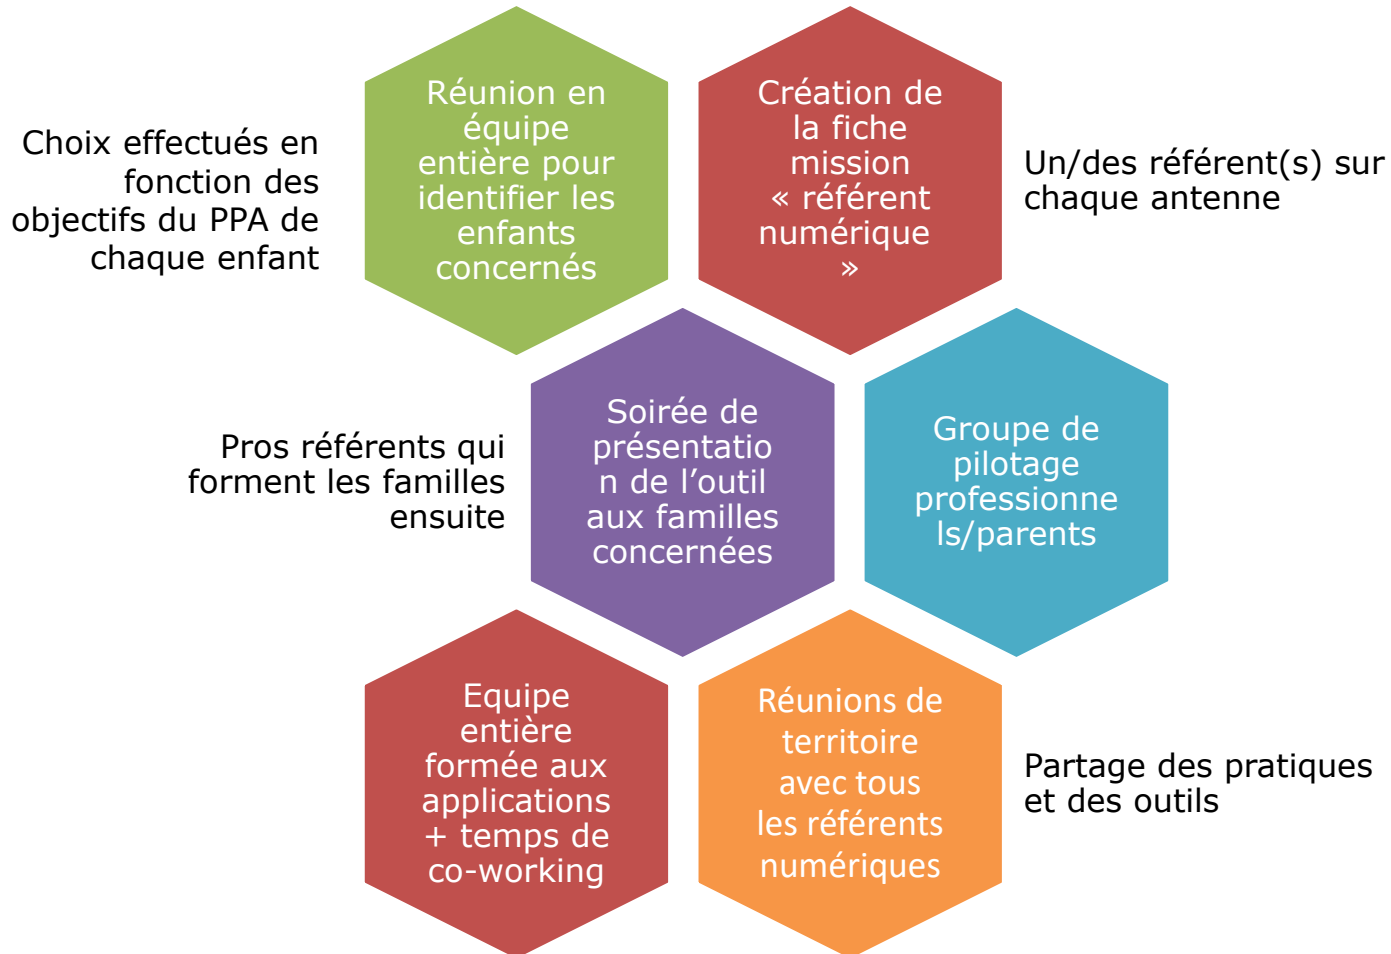 Choix effectués en
fonction des
objectifs du PPA de
chaque enfant
Réunion en
équipe
entière pour
identifier les
enfants
concernés
Création de
la fiche
mission
« référent
numérique
»
Un/des référent(s) sur
chaque antenne
Pros référents qui
forment les familles
ensuite
Soirée de
présentatio
n de l’outil
aux familles
concernées
Groupe de
pilotage
professionne
ls/parents
Equipe
entière
formée aux
applications
+ temps de
co-working
Réunions de
territoire
avec tous
les référents
numériques
Partage des pratiques
et des outils